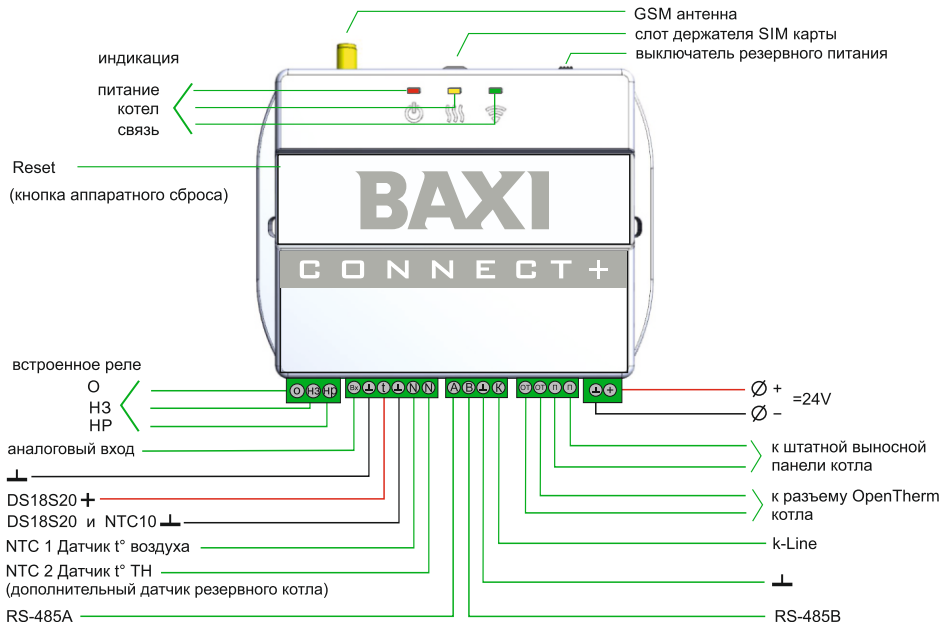 GSM антенна
слот держателя SIM карты
выключатель резервного питания
индикация
питание
котел
связь
Reset
(кнопка аппаратного сброса)
BAXI
CONNECT+
встроенное реле
О
НЗ
НР
аналоговый вход
DS18S20 +
DS18S20 и NTC10
NTC 1 Датчик t° воздуха
NTC 2 Датчик t° ТН
(дополнительный датчик резервного котла)
RS-485A
О НЗ НР
Вх t N N
A B K
ОТ ОТ П П
+
+
=24V
−
к штатной выносной
панели котла
к разъему OpenTherm
котла
k-Line
RS-485B